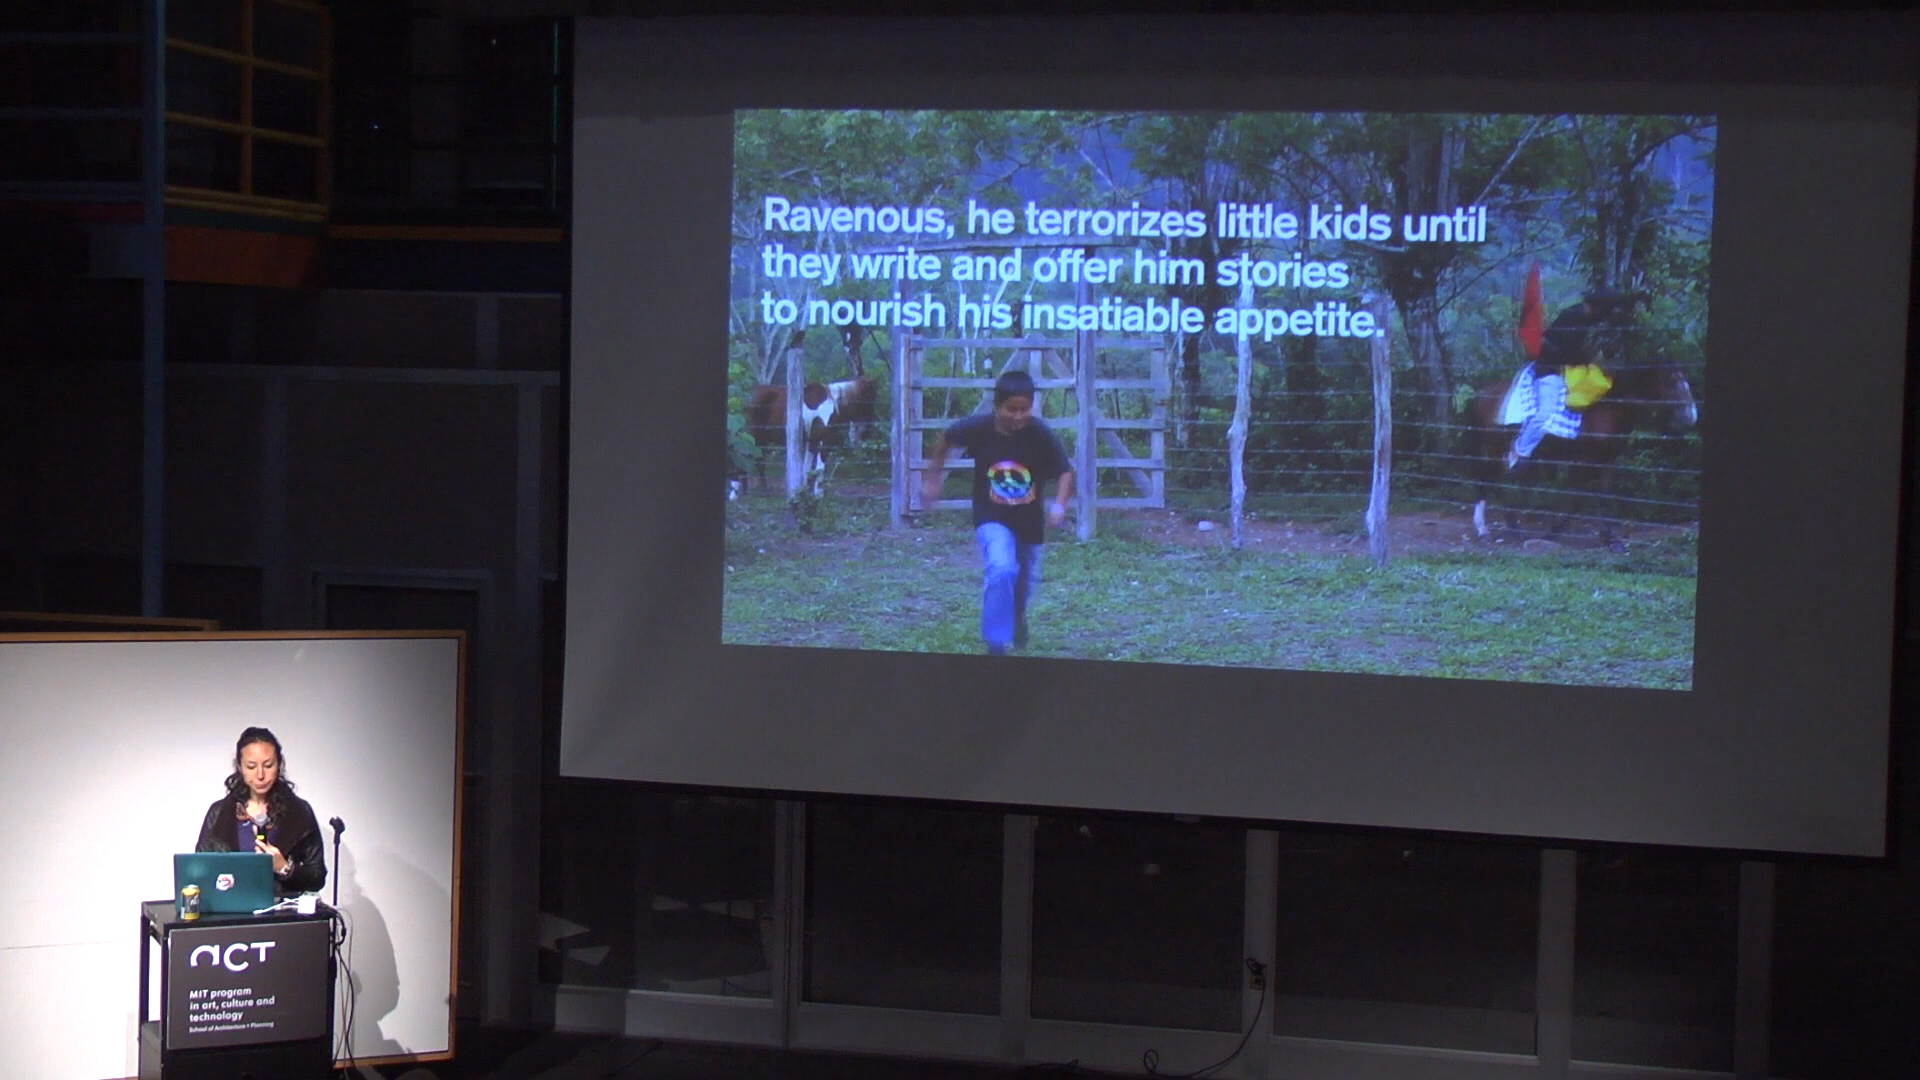 Ravenous, he terrorizes little kids until
they write and offer him stories
to nourish his insatiable appetite.
act
MIT program
in art, culture and
technology
School of Architecture + Planning